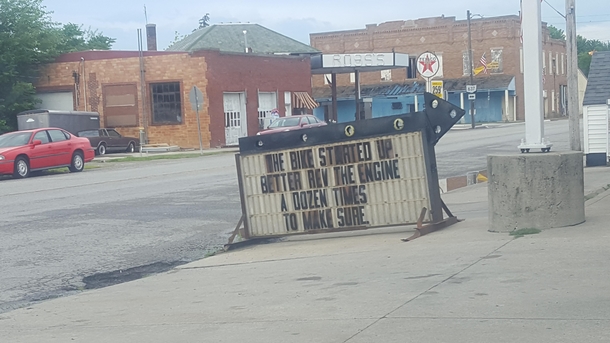 THE BIKE STARTED UP.
BETTER REV THE ENGINE
A DOZEN TIMES
TO MAKE SURE.